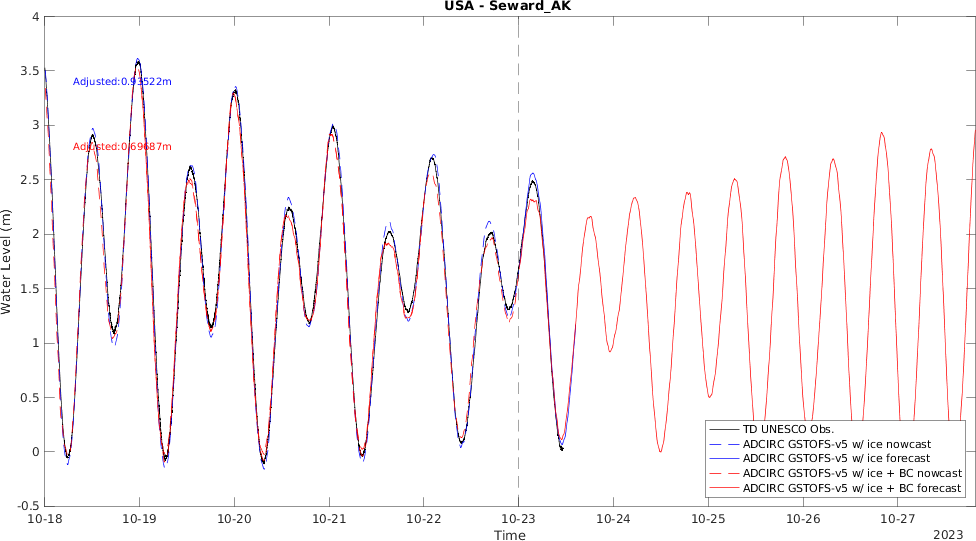 USA - Seward_AK
4
3.5
3
2.5
2
1.5
1
0.5
0
-0.5
Water Level (m)
Adjusted:0.93522m
Adjusted:0.69687m
TD UNESCO Obs.
ADCIRC GSTOFS-v5 w/ ice nowcast
ADCIRC GSTOFS-v5 w/ ice forecast
ADCIRC GSTOFS-v5 w/ ice + BC nowcast
ADCIRC GSTOFS-v5 w/ ice + BC forecast
10-18 10-19 10-20 10-21 10-22 10-23 10-24 10-25 10-26 10-27
Time
2023